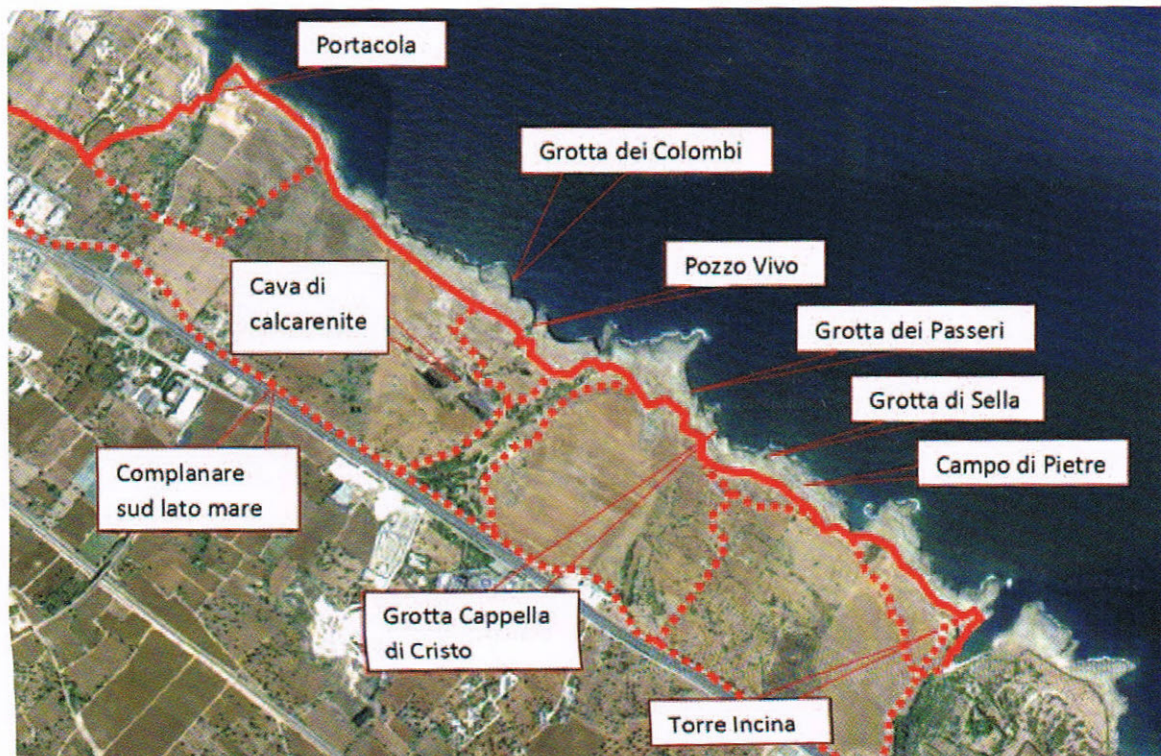 Portacola
Grotta dei Colombi
Pozzo Vivo
Cava di
calcarenite
Grotta dei Passeri
Grotta di Sella
Complanare
sud lato mare
Campo di Pietre
Grotta Cappella
di Cristo
Torre Incina